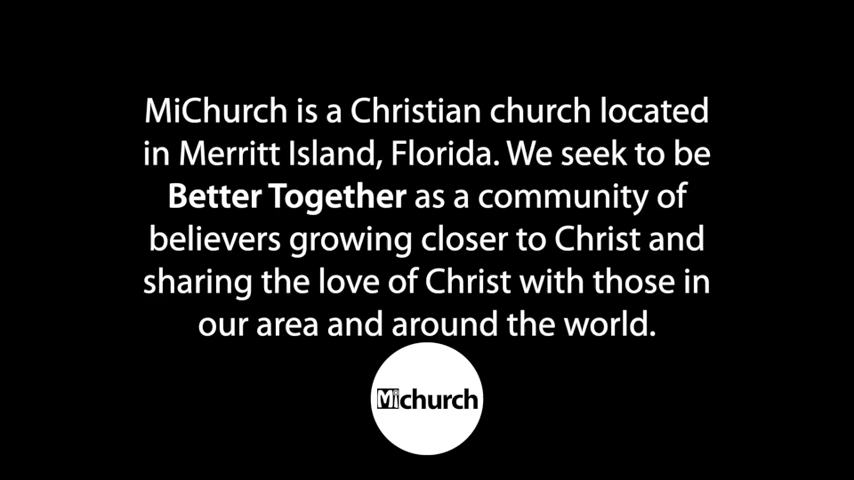 MiChurch is a Christian church located
in Merritt Island, Florida. We seek to be
Better Together as a community of
believers growing closer to Christ and
sharing the love of Christ with those in
our area and around the world.
Michurch